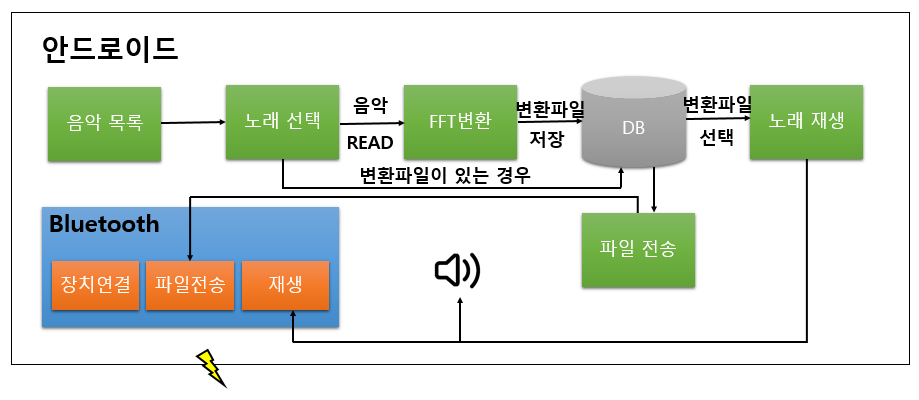 안드로이드
음악 목록
노래 선택
음악
READ
FFT변환
변환파일
저장
DB
변환파일
선택
노래 재생
변환파일이 있는 경우
Bluetooth
장치연결
파일전송
재생
파일 전송